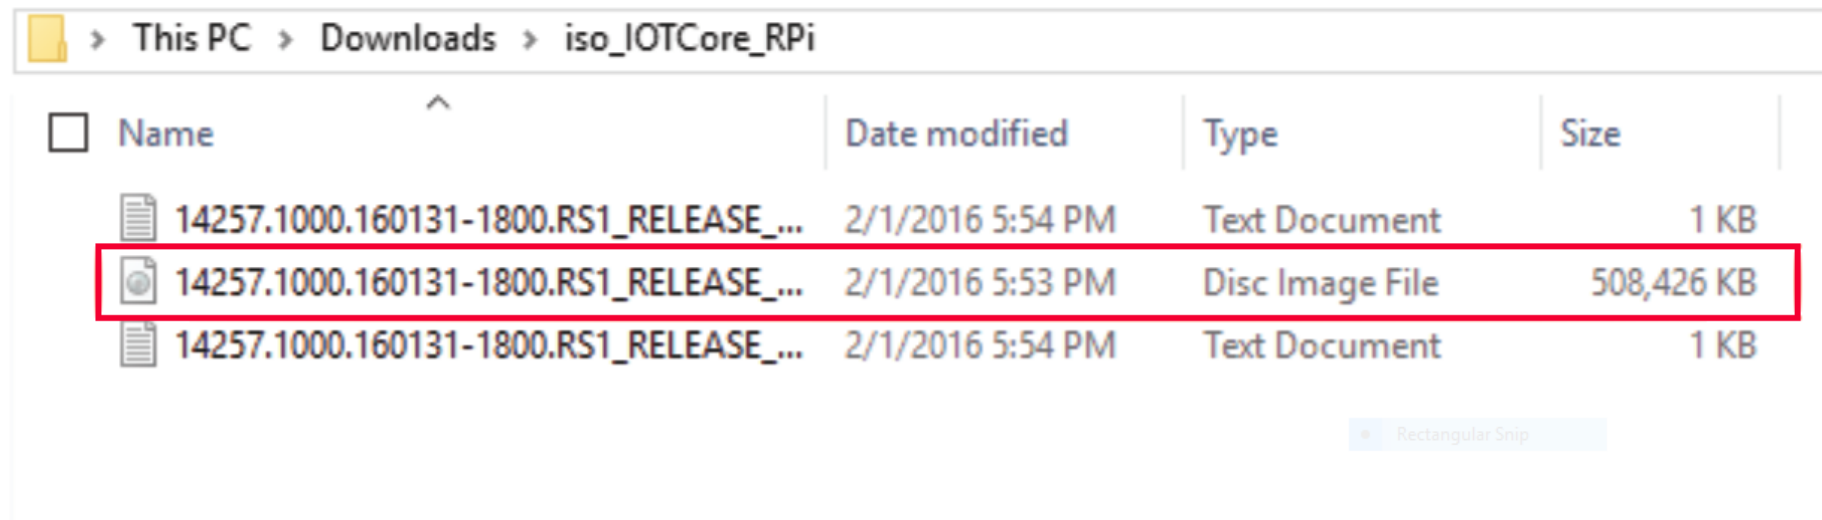 This PC > Downloads > iso_IOTCore_RPi
Name Date modified Type Size
14257.1000.160131-1800.RS1_RELEASE_... 2/1/2016 5:54 PM Text Document 1 KB
14257.1000.160131-1800.RS1_RELEASE_... 2/1/2016 5:53 PM Disc Image File 508,426 KB
14257.1000.160131-1800.RS1_RELEASE_... 2/1/2016 5:54 PM Text Document 1 KB
Rectangular Snip